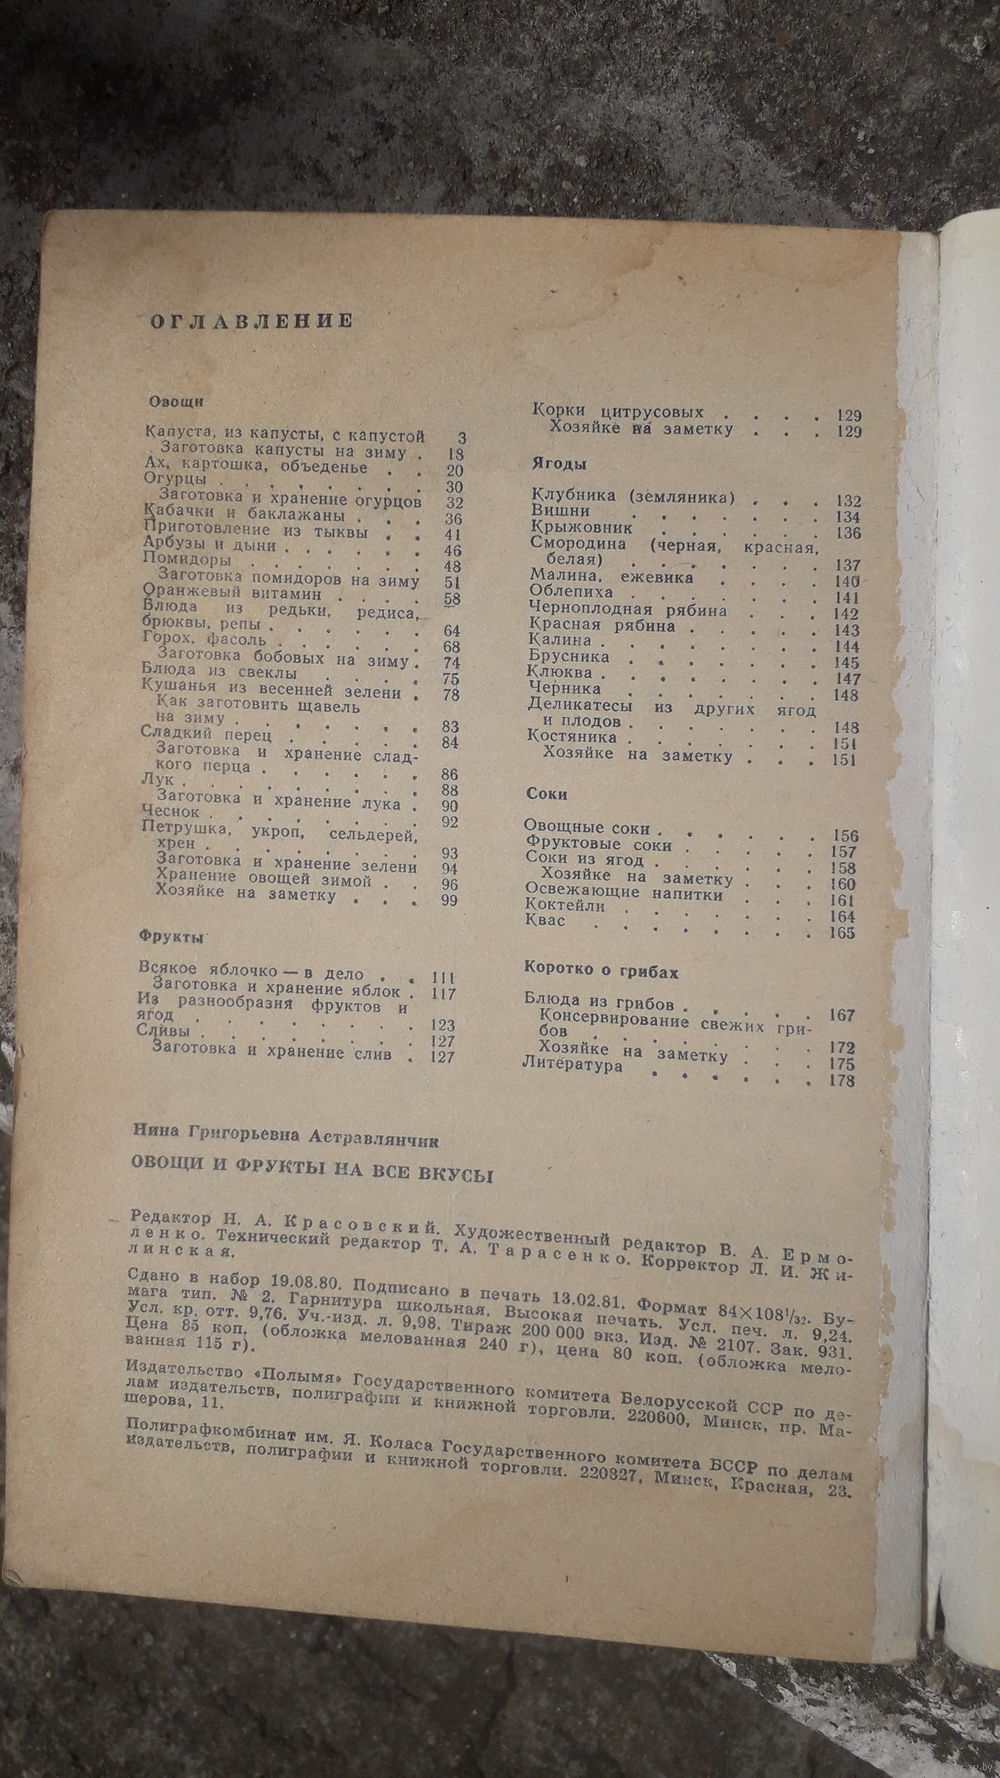 ОГЛАВЛЕНИЕ
Овощи
Капуста, из капусты, с капустой 3
Заготовка капусты на зиму . 18
Ах, картошка, объеденье . . 20
Огурцы . . . . . . . 30
Заготовка и хранение огурцов 32
Кабачки и баклажаны . . . 36
Приготовление из тыквы . . 41
Арбузы и дыни . . . . . 46
Помидоры . . . . . . 48
Заготовка помидоров на зиму 51
Оранжевый витамин . . . . 58
Блюда из редьки, редиса,
брюквы, репы . . . . . . 64
Горох, фасоль . . . . . . 68
Заготовка бобовых на зиму . 74
Блюда из свеклы . . . . 75
Кушанья из весенней зелени . 78
Как заготовить щавель
на зиму . . . . . . 83
Сладкий перец . . . . . 84
Заготовка и хранение слад-
кого перца . . . . . . 86
Лук . . . . . . . . 88
Заготовка и хранение лука . 90
Чеснок . . . . . . . 92
Петрушка, укроп, сельдерей,
хрен . . . . . . . 93
Заготовка и хранение зелени 94
Хранение овощей зимой . . 96
Хозяйке на заметку . . . 99
Фрукты
Всякое яблочко — в дело . . 111
Заготовка и хранение яблок . 117
Из разнообразия фруктов и
ягод . . . . . . . 123
Сливы . . . . . . . 127
Заготовка и хранение слив . 127
Корки цитрусовых . . . . 129
Хозяйке на заметку . . . 129
Ягоды
Клубника (земляника) . . . 132
Вишни . . . . . . . 134
Крыжовник . . . . . . 136
Смородина (черная, красная,
белая) . . . . . . 137
Малина, ежевика . . . . 140
Облепиха . . . . . . 141
Черноплодная рябина . . . 142
Красная рябина . . . . . 143
Калина . . . . . . . 144
Брусника . . . . . . 145
Клюква . . . . . . . 147
Черника . . . . . . 148
Деликатесы из других ягод
и плодов . . . . . . 148
Костяника . . . . . . 151
Хозяйке на заметку . . . 151
Соки
Овощные соки . . . . . . 156
Фруктовые соки . . . . . 157
Соки из ягод . . . . . . 158
Хозяйке на заметку . . . 160
Освежающие напитки . . . 161
Коктейли . . . . . . 164
Квас . . . . . . . 165
Коротко о грибах
Блюда из грибов . . . . . 167
Консервирование свежих гри-
бов . . . . . . . 172
Хозяйке на заметку . . . 175
Литература . . . . . . 178
Нина Григорьевна Астравлянчик
ОВОЩИ И ФРУКТЫ НА ВСЕ ВКУСЫ
Редактор Н. А. Красовский. Художественный редактор В. А. Ермо-
ленко. Технический редактор Т. А. Тарасенко. Корректор Л. И. Жи-
линская.
Сдано в набор 19.08.80. Подписано в печать 13.02.81. Формат 84×108 1/32. Бу-
мага тип. № 2. Гарнитура школьная. Высокая печать. Усл. печ. л. 9,24.
Усл. кр. отт. 9,76. Уч.-изд. л. 9,98. Тираж 200 000 экз. Изд. № 2107. Зак. 931.
Цена 85 коп. (обложка мелованная 240 г), цена 80 коп. (обложка мело-
ванная 115 г).
Издательство «Полымя» Государственного комитета Белорусской ССР по де-
лам издательств, полиграфии и книжной торговли. 220600, Минск, пр. Ма-
шерова, 11.
Полиграфкомбинат им. Я. Коласа Государственного комитета БССР по делам
издательств, полиграфии и книжной торговли. 220827, Минск, Красная, 23.